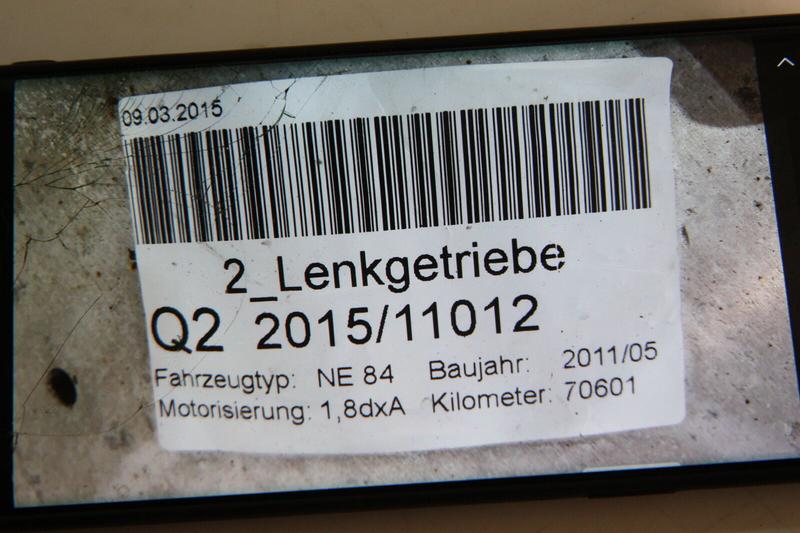 09.03.2015
2_Lenkgetriebe
Q2 2015/11012
Fahrzeugtyp: NE 84 Baujahr: 2011/05
Motorisierung: 1,8dxA Kilometer: 70601